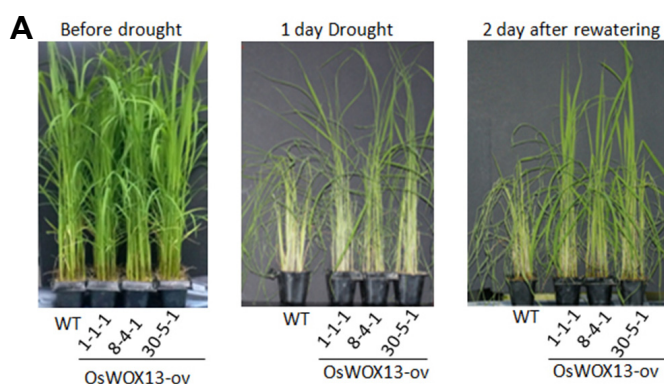 A
Before drought
1 day Drought
2 day after rewatering
WT
1-1-1
8-4-1
30-5-1
OsWOX13-ov
WT
1-1-1
8-4-1
30-5-1
OsWOX13-ov
WT
1-1-1
8-4-1
30-5-1
OsWOX13-ov